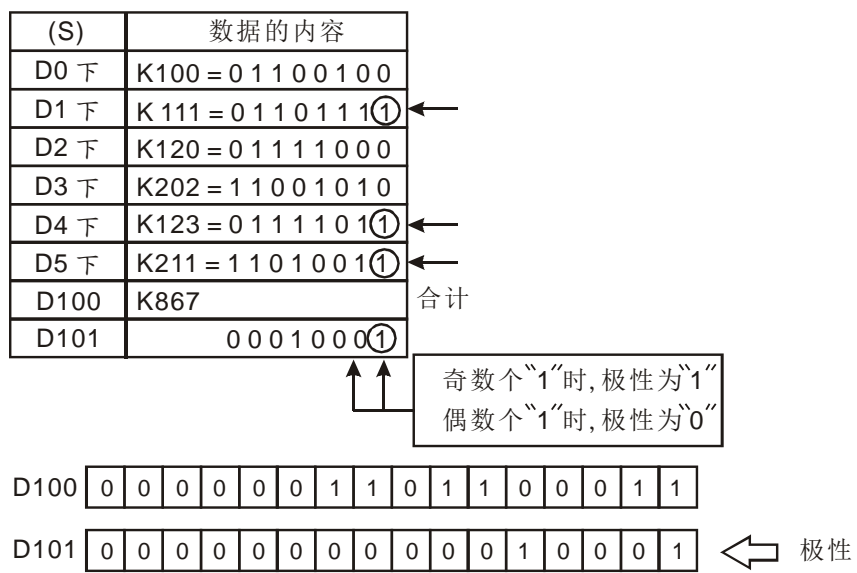 (S) 数据的内容
D0 下 K100 = 0 1 1 0 0 1 0 0
D1 下 K 111 = 0 1 1 0 1 1 1 1
D2 下 K120 = 0 1 1 1 1 0 0 0
D3 下 K202 = 1 1 0 0 1 0 1 0
D4 下 K123 = 0 1 1 1 1 0 1 1
D5 下 K211 = 1 1 0 1 0 0 1 1
D100 K867 合计
D101 0 0 0 1 0 0 0 1
奇数个"1"时,极性为"1"
偶数个"1"时,极性为"0"
D100 0 0 0 0 0 0 1 1 0 1 1 0 0 0 1 1
D101 0 0 0 0 0 0 0 0 0 0 0 1 0 0 0 1 极性